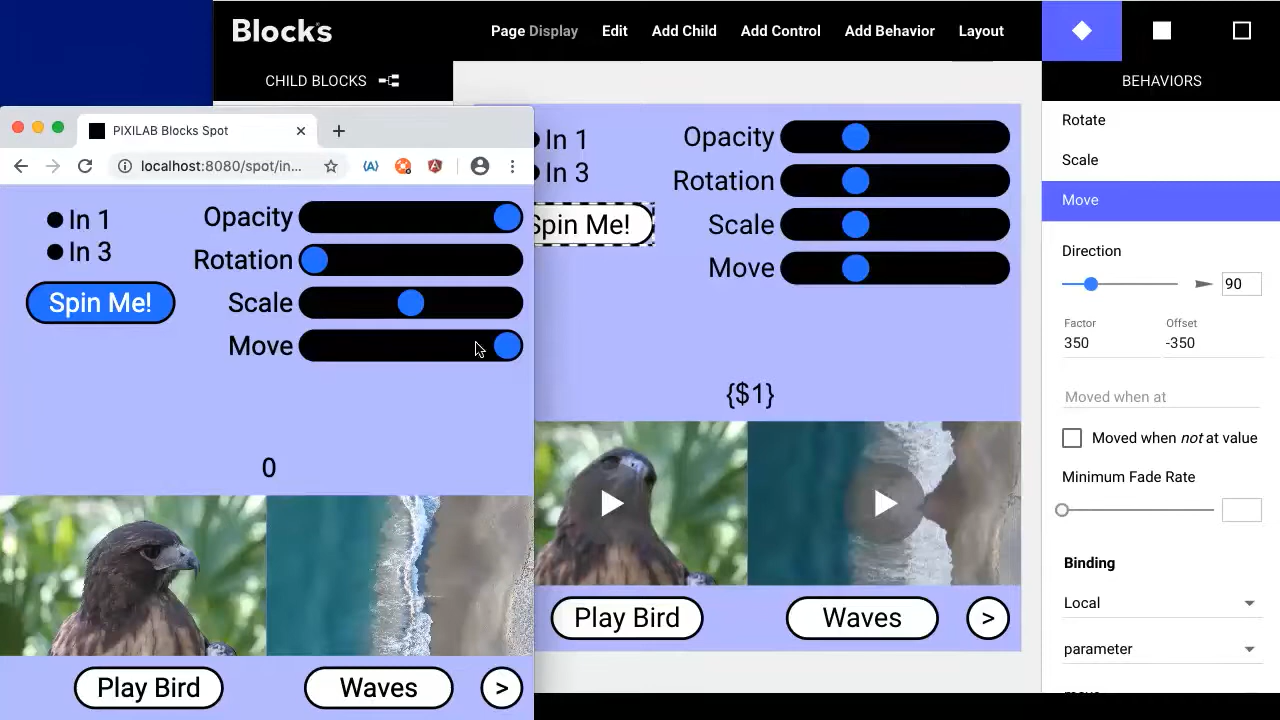 Blocks
Page Display Edit Add Child Add Control Add Behavior Layout
CHILD BLOCKS
BEHAVIORS
PIXILAB Blocks Spot
localhost:8080/spot/in...
In 1
In 3
Spin Me!
Opacity
Rotation
Scale
Move
0
Play Bird
Waves
>
In 1
In 3
Spin Me!
Opacity
Rotation
Scale
Move
{$1}
Play Bird
Waves
>
Rotate
Scale
Move
Direction
90
Factor Offset
350 -350
Moved when at
Moved when not at value
Minimum Fade Rate
Binding
Local
parameter